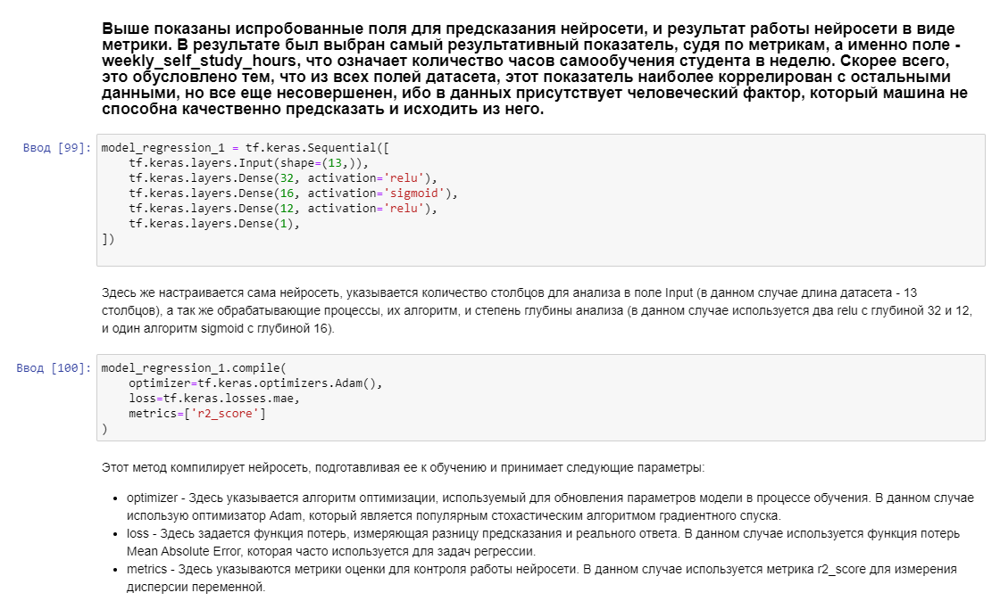 Выше показаны испробованные поля для предсказания нейросети, и результат работы нейросети в виде
метрики. В результате был выбран самый результативный показатель, судя по метрикам, а именно поле -
weekly_self_study_hours, что означает количество часов самообучения студента в неделю. Скорее всего,
это обусловлено тем, что из всех полей датасета, этот показатель наиболее коррелирован с остальными
данными, но все еще несовершенен, ибо в данных присутствует человеческий фактор, который машина не
способна качественно предсказать и исходить из него.
Ввод [99]: model_regression_1 = tf.keras.Sequential([
    tf.keras.layers.Input(shape=(13,)),
    tf.keras.layers.Dense(32, activation='relu'),
    tf.keras.layers.Dense(16, activation='sigmoid'),
    tf.keras.layers.Dense(12, activation='relu'),
    tf.keras.layers.Dense(1),
])
Здесь же настраивается сама нейросеть, указывается количество столбцов для анализа в поле Input (в данном случае длина датасета - 13
столбцов), а так же обрабатывающие процессы, их алгоритм, и степень глубины анализа (в данном случае используется два relu с глубиной 32 и 12,
и один алгоритм sigmoid с глубиной 16).
Ввод [100]: model_regression_1.compile(
    optimizer=tf.keras.optimizers.Adam(),
    loss=tf.keras.losses.mae,
    metrics=['r2_score']
)
Этот метод компилирует нейросеть, подготавливая ее к обучению и принимает следующие параметры:
• optimizer - Здесь указывается алгоритм оптимизации, используемый для обновления параметров модели в процессе обучения. В данном случае
использую оптимизатор Adam, который является популярным стохастическим алгоритмом градиентного спуска.
• loss - Здесь задается функция потерь, измеряющая разницу предсказания и реального ответа. В данном случае используется функция потерь
Mean Absolute Error, которая часто используется для задач регрессии.
• metrics - Здесь указываются метрики оценки для контроля работы нейросети. В данном случае используется метрика r2_score для измерения
дисперсии переменной.